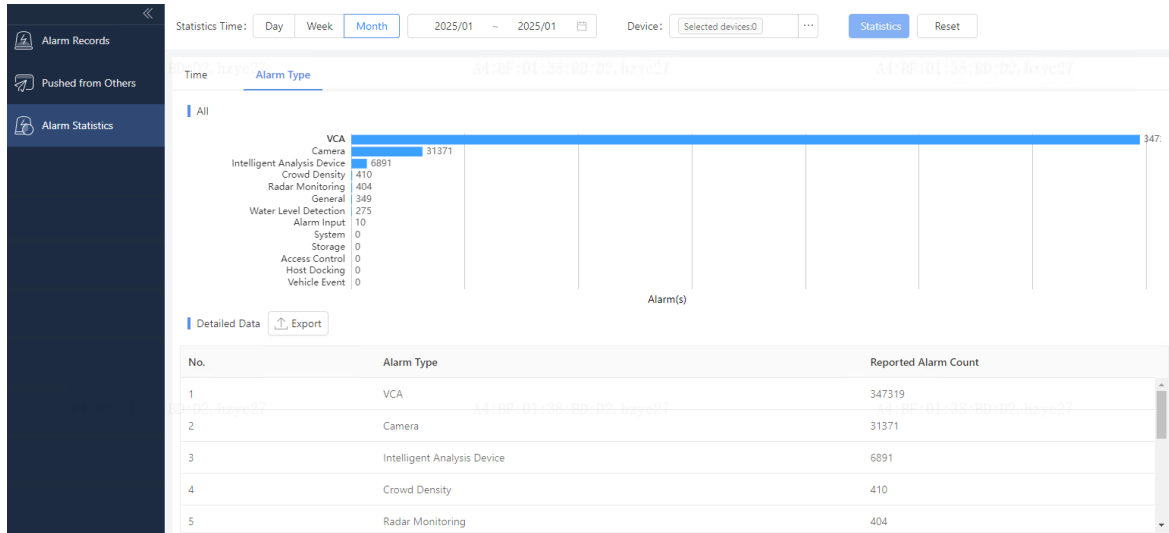 Statistics Time: Day Week Month 2025/01 ~ 2025/01 Device: Selected devices:0 ... Statistics Reset
Alarm Records
Pushed from Others
Alarm Statistics
Time Alarm Type
All
VCA 347
Camera 31371
Intelligent Analysis Device 6891
Crowd Density 410
Radar Monitoring 404
General 349
Water Level Detection 275
Alarm Input 10
System 0
Storage 0
Access Control 0
Host Docking 0
Vehicle Event 0
Alarm(s)
Detailed Data Export
No. Alarm Type Reported Alarm Count
1 VCA 347319
2 Camera 31371
3 Intelligent Analysis Device 6891
4 Crowd Density 410
5 Radar Monitoring 404